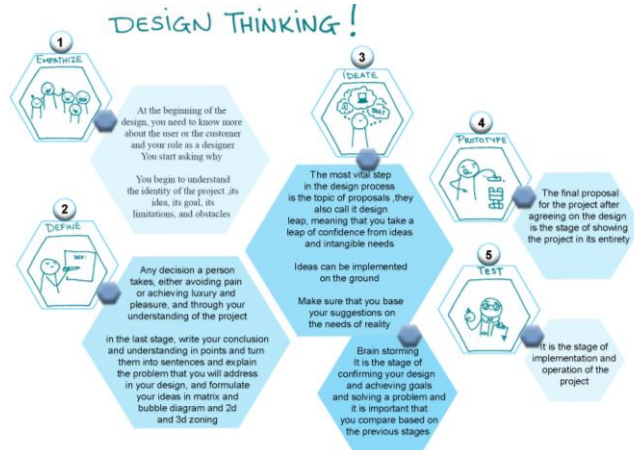 DESIGN THINKING!
1
EMPATHIZE
At the beginning of the
design, you need to know more
about the user or the customer
and your role as a designer
You start asking why
You begin to understand
the identity of the project ,its
idea, its goal, its
limitations, and obstacles
2
DEFINE
DEF:
Any decision a person
takes, either avoiding pain
or achieving luxury and
pleasure, and through your
understanding of the project
in the last stage, write your conclusion
and understanding in points and turn
them into sentences and explain
the problem that you will address
in your design, and formulate
your ideas in matrix and
bubble diagram and 2d
and 3d zoning
3
IDEATE
The most vital step
in the design process
is the topic of proposals ,they
also call it design
leap, meaning that you take a
leap of confidence from ideas
and intangible needs
Ideas can be implemented
on the ground
Make sure that you base
your suggestions on
the needs of reality
Brain storming
It is the stage of
confirming your design
and achieving goals
and solving a problem and
it is important that
you compare based on
the previous stages.
4
PROTOTYPE
The final proposal
for the project after
agreeing on the design
is the stage of showing
the project in its entirety
5
TEST
It is the stage of
implementation and
operation of the
project